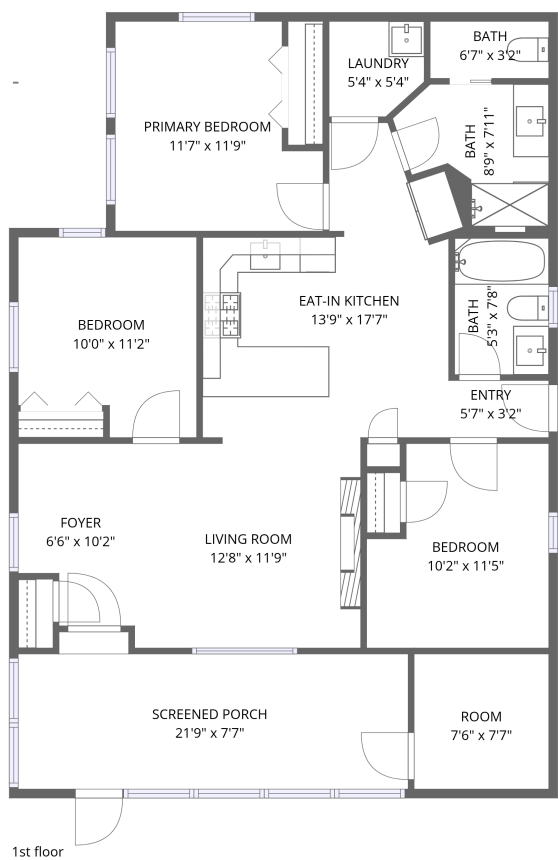 BATH
6'7" x 3'2"
LAUNDRY
5'4" x 5'4"
BATH
8'9" x 7'11"
PRIMARY BEDROOM
11'7" x 11'9"
EAT-IN KITCHEN
13'9" x 17'7"
BATH
5'3" x 7'8"
BEDROOM
10'0" x 11'2"
ENTRY
5'7" x 3'2"
FOYER
6'6" x 10'2"
LIVING ROOM
12'8" x 11'9"
BEDROOM
10'2" x 11'5"
SCREENED PORCH
21'9" x 7'7"
ROOM
7'6" x 7'7"
1st floor